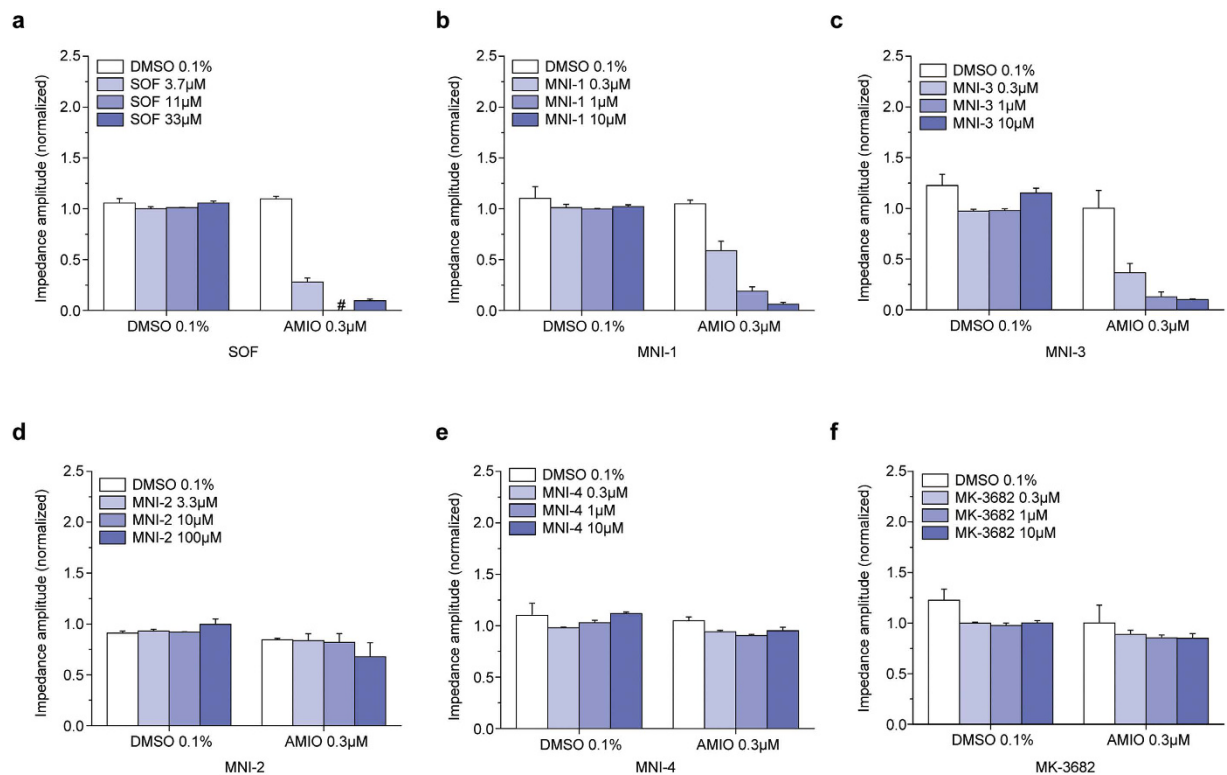 a
Impedance amplitude (normalized)
2.5
2.0
1.5
1.0
0.5
0.0
DMSO 0.1%
SOF 3.7µM
SOF 11µM
SOF 33µM
#
DMSO 0.1% AMIO 0.3µM
SOF
b
Impedance amplitude (normalized)
2.5
2.0
1.5
1.0
0.5
0.0
DMSO 0.1%
MNI-1 0.3µM
MNI-1 1µM
MNI-1 10µM
DMSO 0.1% AMIO 0.3µM
MNI-1
c
Impedance amplitude (normalized)
2.5
2.0
1.5
1.0
0.5
0.0
DMSO 0.1%
MNI-3 0.3µM
MNI-3 1µM
MNI-3 10µM
DMSO 0.1% AMIO 0.3µM
MNI-3
d
Impedance amplitude (normalized)
2.5
2.0
1.5
1.0
0.5
0.0
DMSO 0.1%
MNI-2 3.3µM
MNI-2 10µM
MNI-2 100µM
DMSO 0.1% AMIO 0.3µM
MNI-2
e
Impedance amplitude (normalized)
2.5
2.0
1.5
1.0
0.5
0.0
DMSO 0.1%
MNI-4 0.3µM
MNI-4 1µM
MNI-4 10µM
DMSO 0.1% AMIO 0.3µM
MNI-4
f
Impedance amplitude (normalized)
2.5
2.0
1.5
1.0
0.5
0.0
DMSO 0.1%
MK-3682 0.3µM
MK-3682 1µM
MK-3682 10µM
DMSO 0.1% AMIO 0.3µM
MK-3682